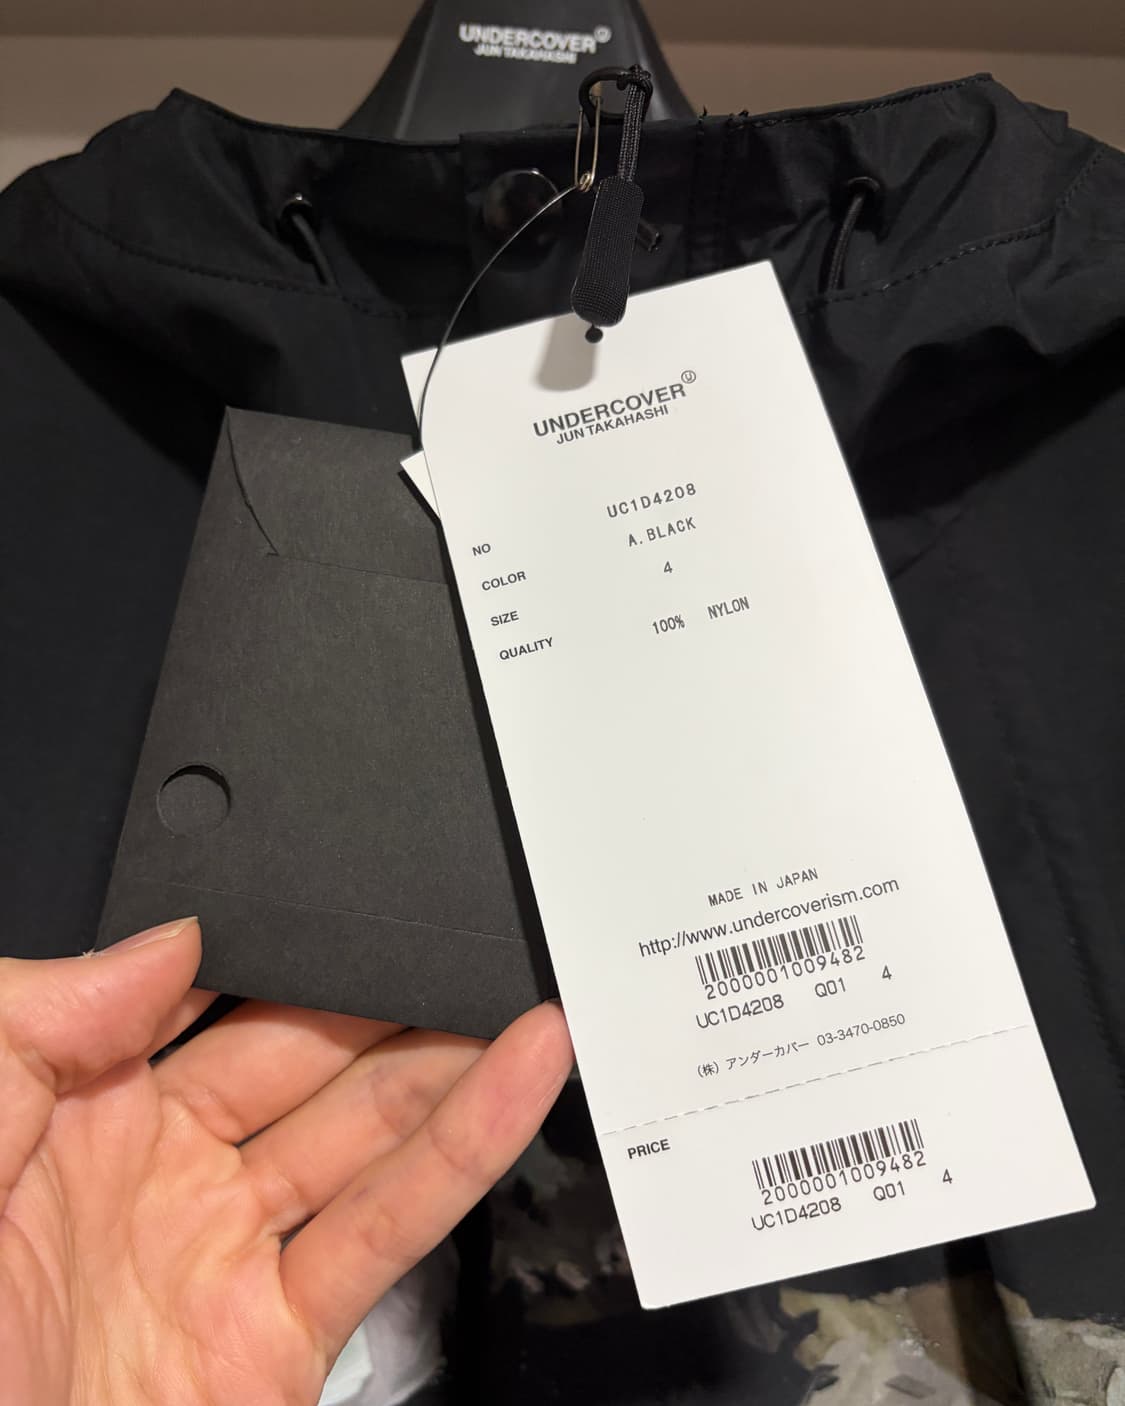 UNDERCOVER
JUN TAKAHASHI
UNDERCOVER Ⓤ
JUN TAKAHASHI
NO UC1D4208
COLOR A.BLACK
SIZE 4
QUALITY 100% NYLON
MADE IN JAPAN
http://www.undercoverism.com
2000001009482
UC1D4208 Q01 4
(株) アンダーカバー 03-3470-0850
PRICE
2000001009482
UC1D4208 Q01 4